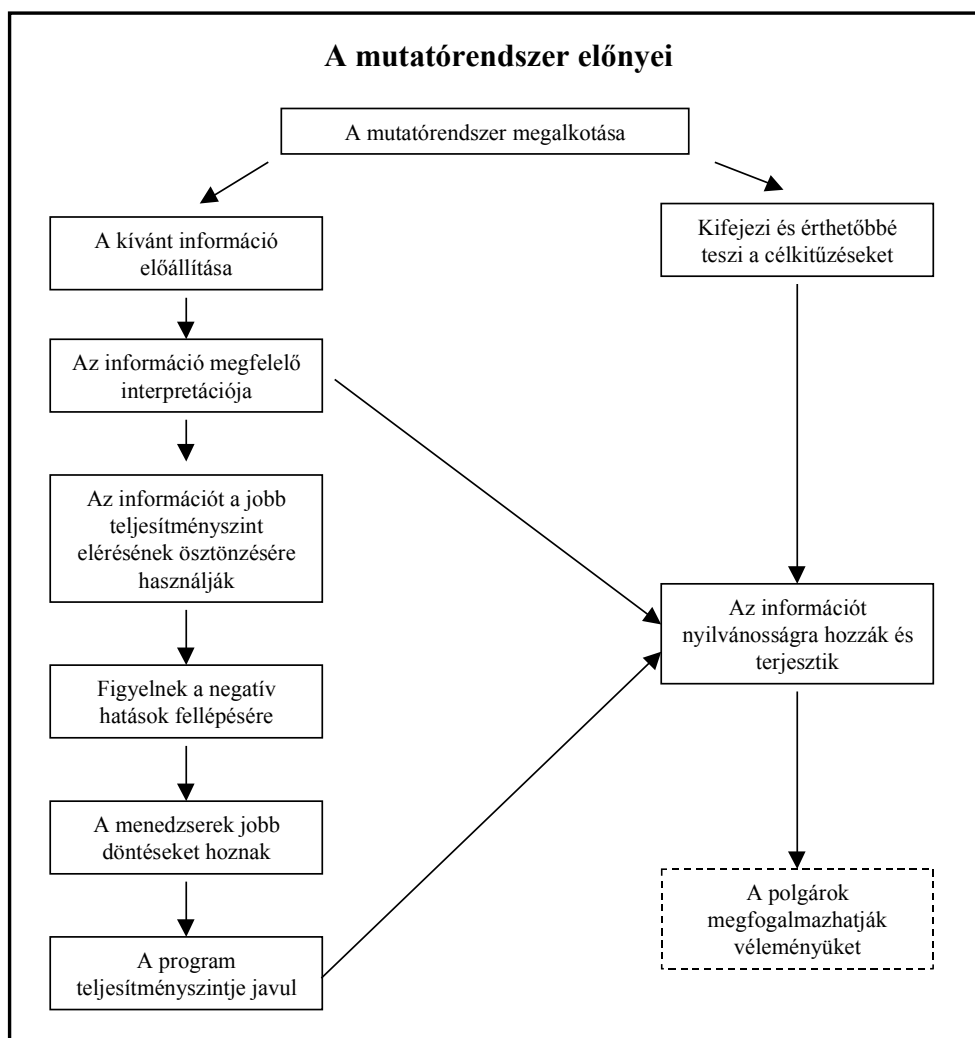 A mutatórendszer előnyei
A mutatórendszer megalkotása
A kívánt információ
előállítása
Az információ megfelelő
interpretációja
Az információt a jobb
teljesítményszint
elérésének ösztönzésére
használják
Figyelnek a negatív
hatások fellépésére
A menedzserek jobb
döntéseket hoznak
A program
teljesítményszintje javul
Kifejezi és érthetőbbé
teszi a célkitűzéseket
Az információt
nyilvánosságra hozzák és
terjesztik
A polgárok
megfogalmazhatják
véleményüket